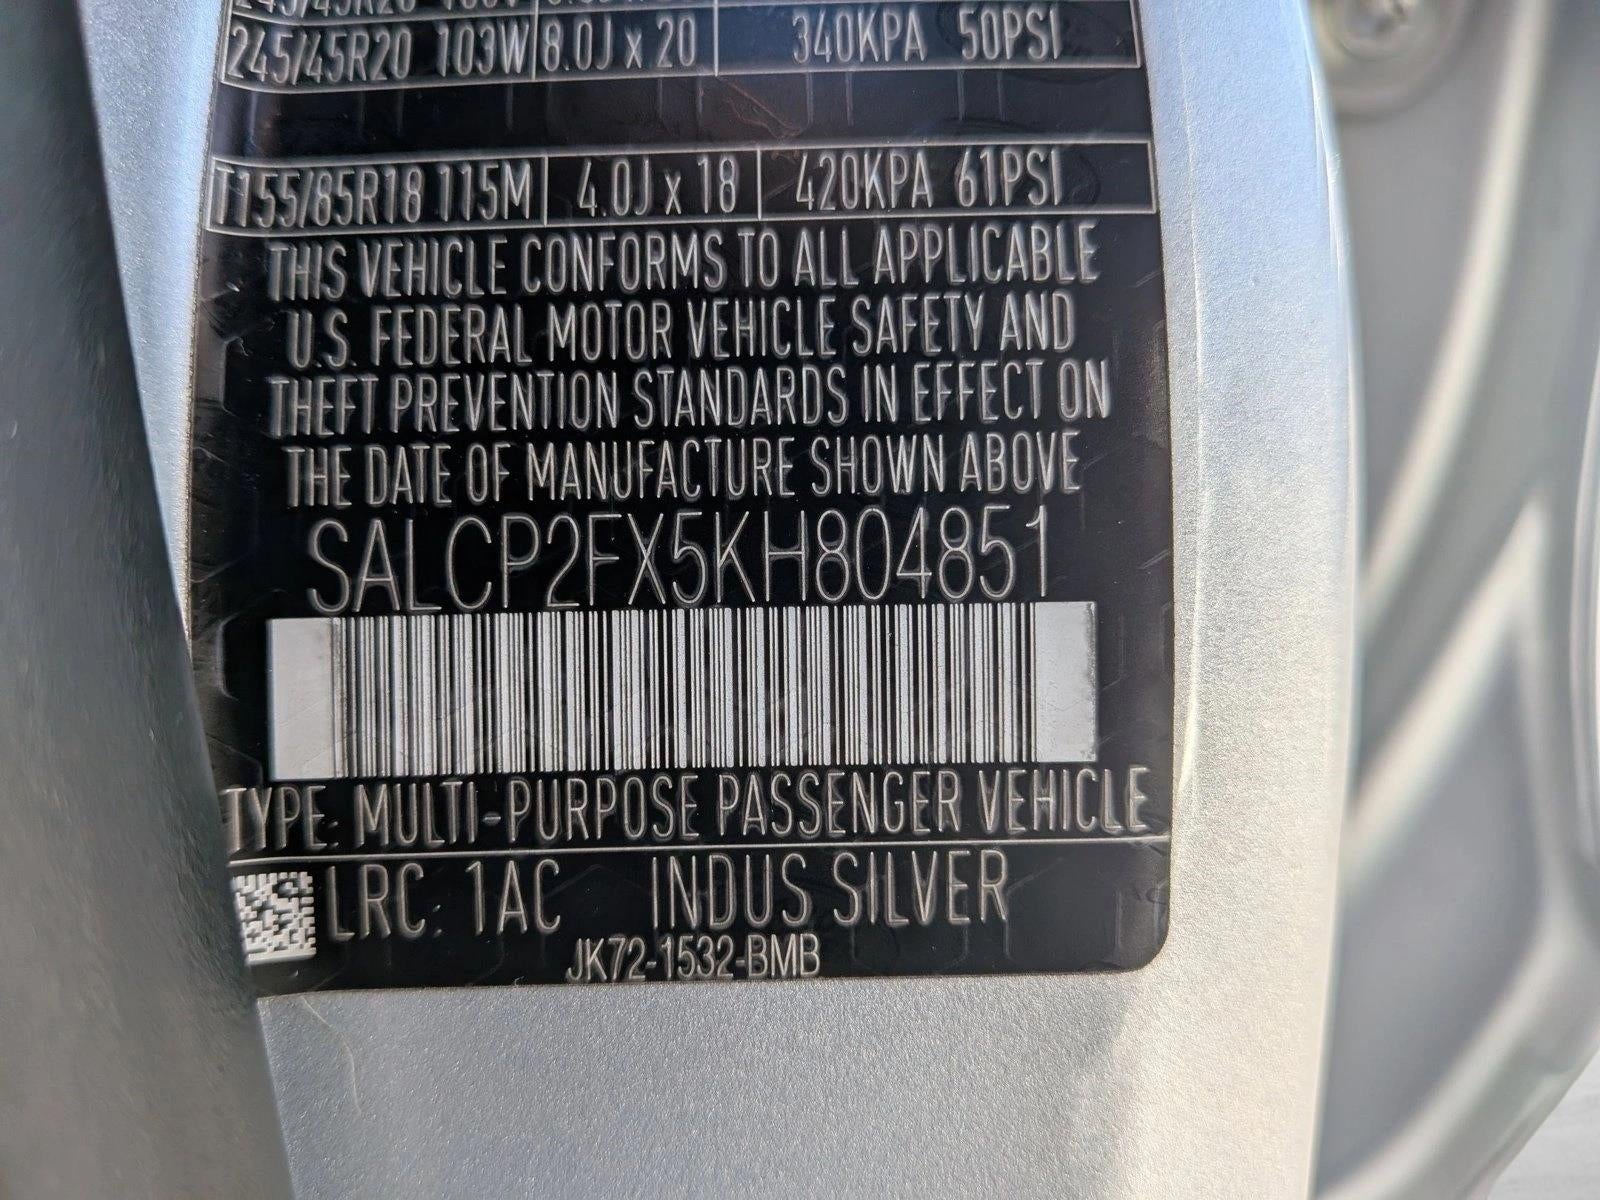 245/45R20 103W 8.0J x 20 340KPA 50PSI
T155/85R18 115M 4.0J x 18 420KPA 61PSI
THIS VEHICLE CONFORMS TO ALL APPLICABLE
U.S. FEDERAL MOTOR VEHICLE SAFETY AND
THEFT PREVENTION STANDARDS IN EFFECT ON
THE DATE OF MANUFACTURE SHOWN ABOVE
SALCP2FX5KH804851
TYPE: MULTI-PURPOSE PASSENGER VEHICLE
LRC: 1AC INDUS SILVER
JK72-1532-BMB